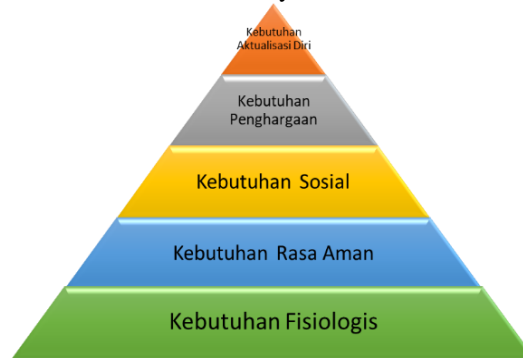 Kebutuhan
Aktualisasi Diri
Kebutuhan
Penghargaan
Kebutuhan Sosial
Kebutuhan Rasa Aman
Kebutuhan Fisiologis